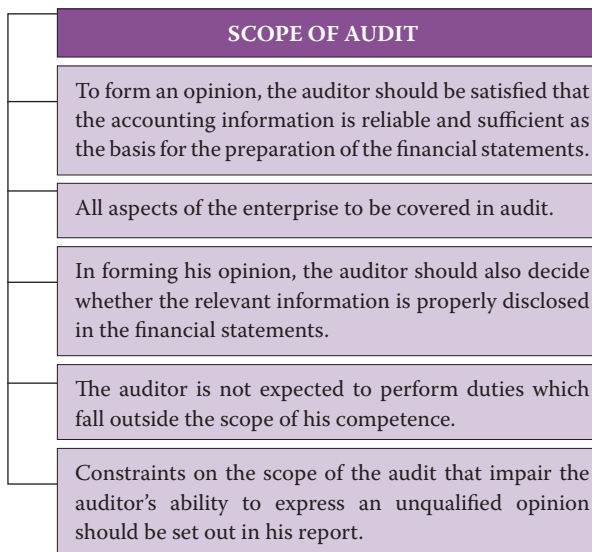 SCOPE OF AUDIT
To form an opinion, the auditor should be satisfied that
the accounting information is reliable and sufficient as
the basis for the preparation of the financial statements.
All aspects of the enterprise to be covered in audit.
In forming his opinion, the auditor should also decide
whether the relevant information is properly disclosed
in the financial statements.
The auditor is not expected to perform duties which
fall outside the scope of his competence.
Constraints on the scope of the audit that impair the
auditor's ability to express an unqualified opinion
should be set out in his report.